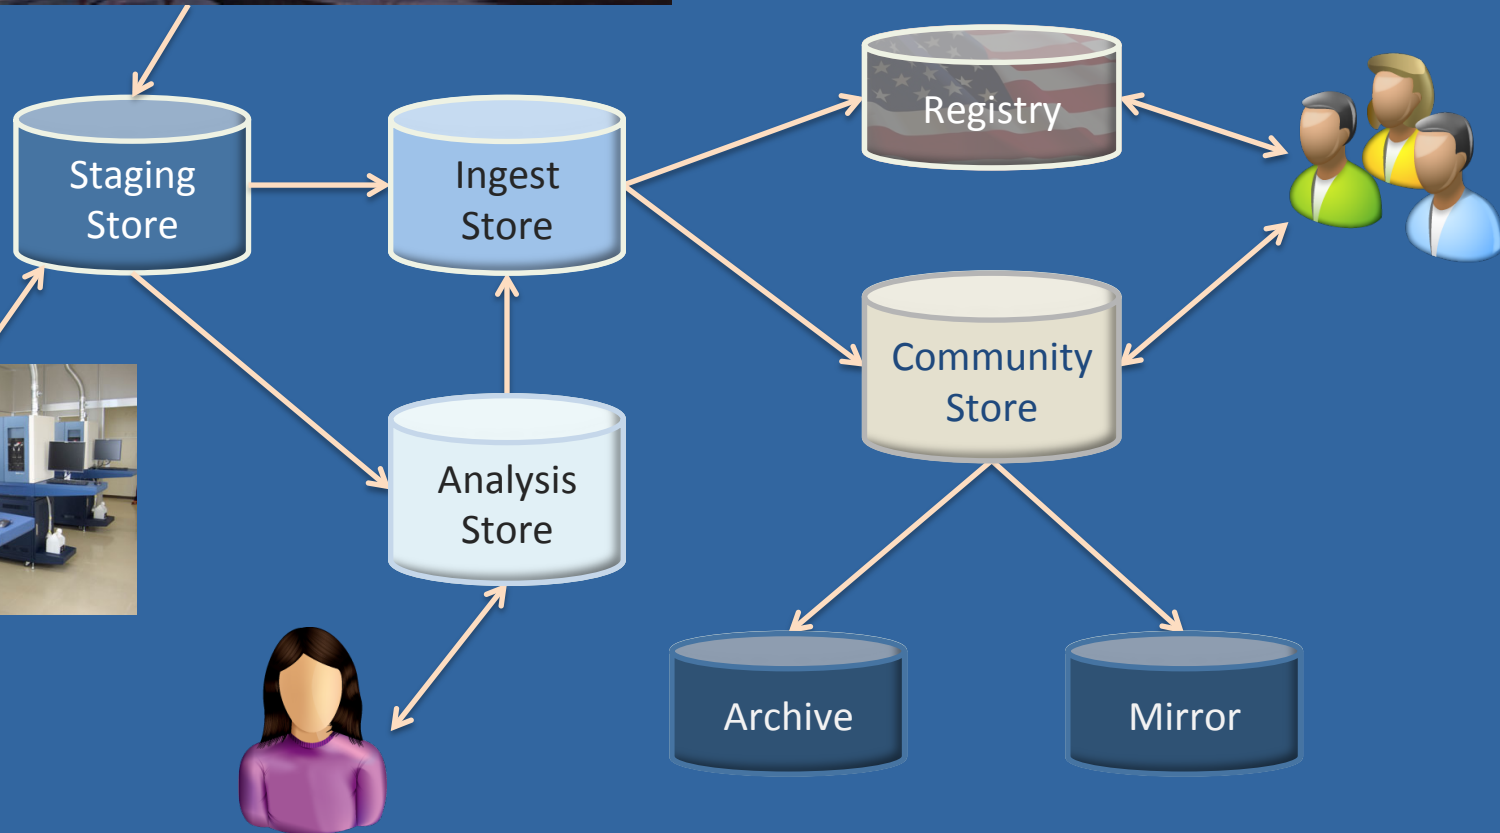 Registry
Staging
Store
Ingest
Store
Community
Store
Analysis
Store
Archive
Mirror